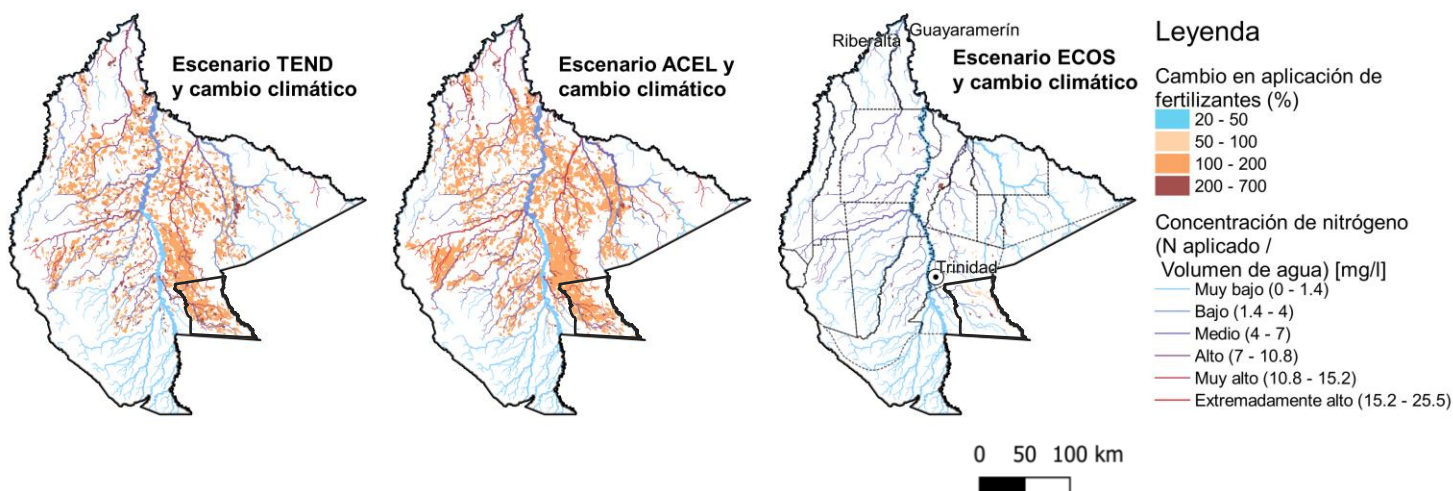 Escenario TEND
y cambio climático
Escenario ACEL y
cambio climático
Guayaramerín
Riberalta
Escenario ECOS
y cambio climático
Trinidad
Leyenda
Cambio en aplicación de
fertilizantes (%)
20 - 50
50 - 100
100 - 200
200 - 700
Concentración de nitrógeno
(N aplicado /
Volumen de agua) [mg/l]
Muy bajo (0 - 1.4)
Bajo (1.4 - 4)
Medio (4 - 7)
Alto (7 - 10.8)
Muy alto (10.8 - 15.2)
Extremadamente alto (15.2 - 25.5)
0 50 100 km